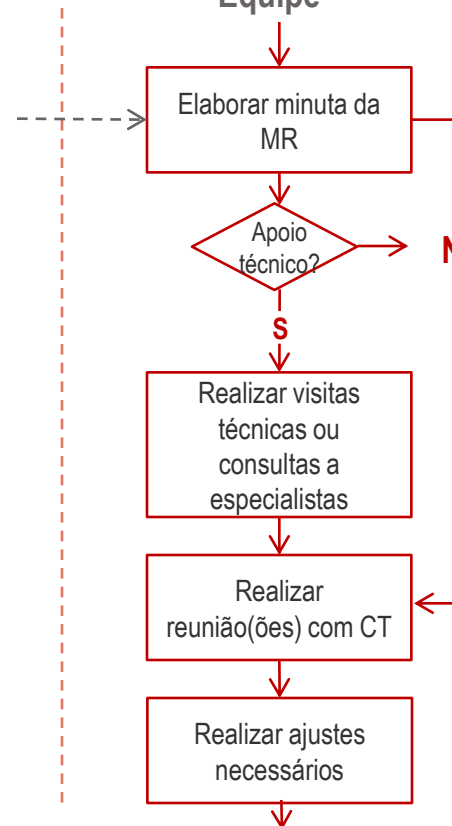 Equipe
Elaborar minuta da
MR
Apoio
técnico?
N
S
Realizar visitas
técnicas ou
consultas a
especialistas
Realizar
reunião(ões) com CT
Realizar ajustes
necessários